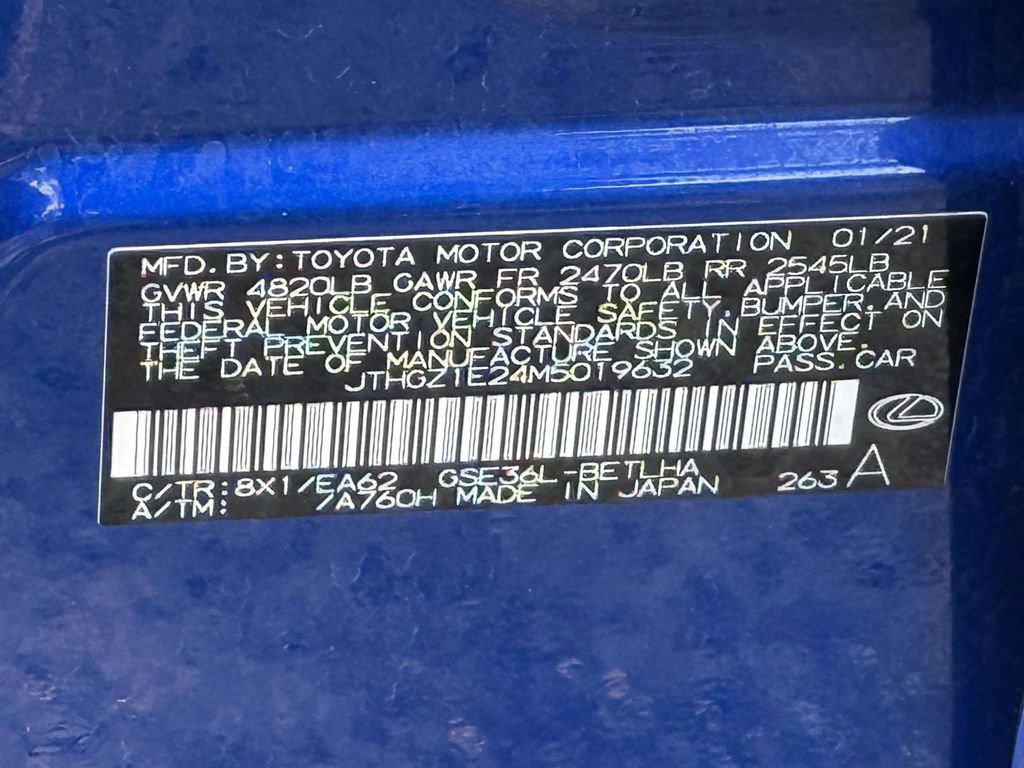 MFD. BY: TOYOTA MOTOR CORPORATION 01/21
GVWR 4820LB GAWR FR 2470LB RR 2545LB
THIS VEHICLE CONFORMS TO ALL APPLICABLE
FEDERAL MOTOR VEHICLE SAFETY, BUMPER, AND
THEFT PREVENTION STANDARDS IN EFFECT ON
THE DATE OF MANUFACTURE SHOWN ABOVE.
JTHGZ1E24M5019632 PASS. CAR
C/TR: 8X1/EA62 GSE36L-BETLHA 263 A
A/TM: /A760H MADE IN JAPAN